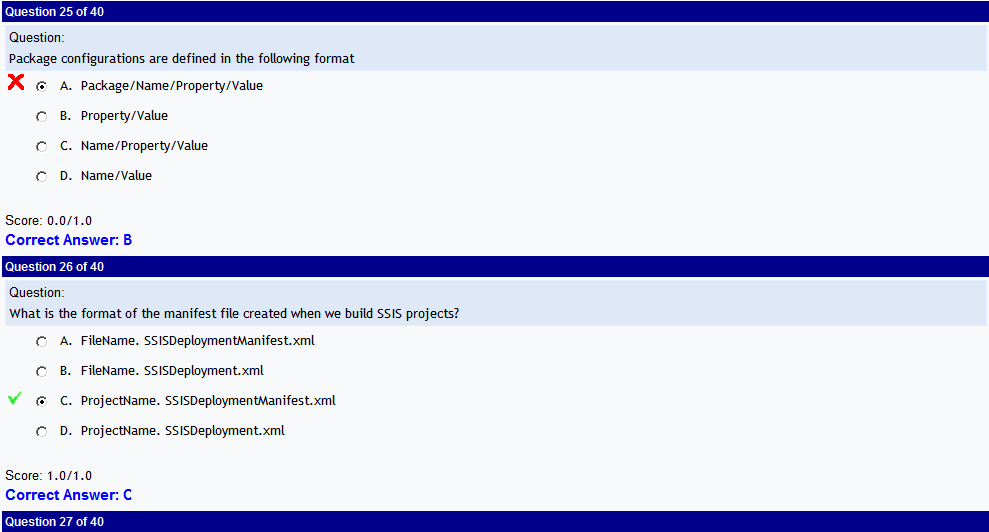 Question 25 of 40
Question:
Package configurations are defined in the following format
A. Package/Name/Property/Value
B. Property/Value
C. Name/Property/Value
D. Name/Value
Score: 0.0/1.0
Correct Answer: B
Question 26 of 40
Question:
What is the format of the manifest file created when we build SSIS projects?
A. FileName. SSISDeploymentManifest.xml
B. FileName. SSISDeployment.xml
C. ProjectName. SSISDeploymentManifest.xml
D. ProjectName. SSISDeployment.xml
Score: 1.0/1.0
Correct Answer: C
Question 27 of 40